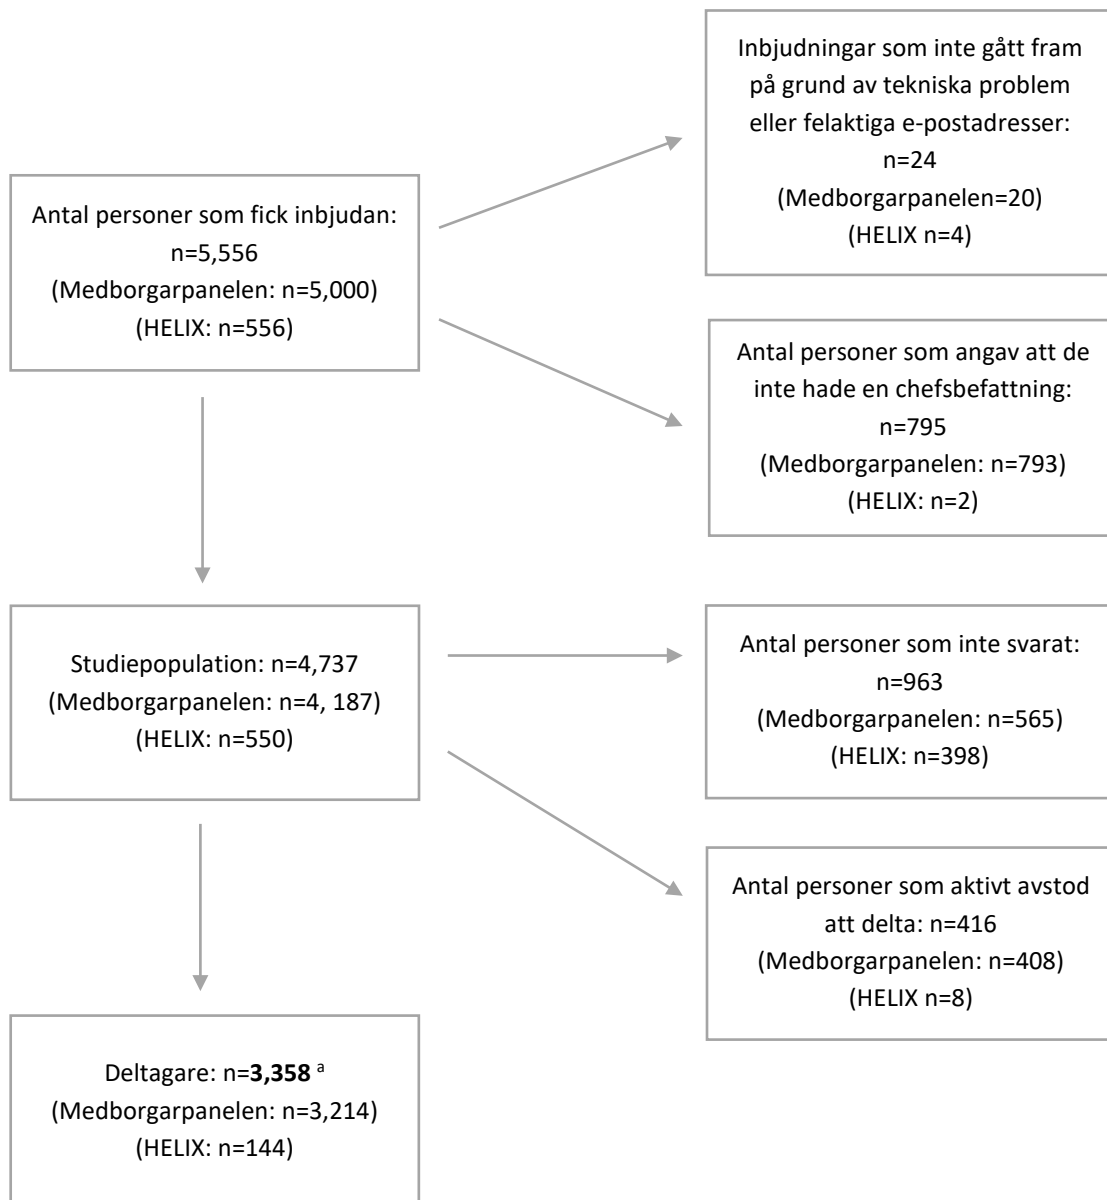 Inbjudningar som inte gått fram
på grund av tekniska problem
eller felaktiga e-postadresser:
n=24
(Medborgarpanelen=20)
(HELIX n=4)
Antal personer som fick inbjudan:
n=5,556
(Medborgarpanelen: n=5,000)
(HELIX: n=556)
Antal personer som angav att de
inte hade en chefsbefattning:
n=795
(Medborgarpanelen: n=793)
(HELIX: n=2)
Studiepopulation: n=4,737
(Medborgarpanelen: n=4, 187)
(HELIX: n=550)
Antal personer som inte svarat:
n=963
(Medborgarpanelen: n=565)
(HELIX: n=398)
Antal personer som aktivt avstod
att delta: n=416
(Medborgarpanelen: n=408)
(HELIX n=8)
Deltagare: n=3,358 a
(Medborgarpanelen: n=3,214)
(HELIX: n=144)